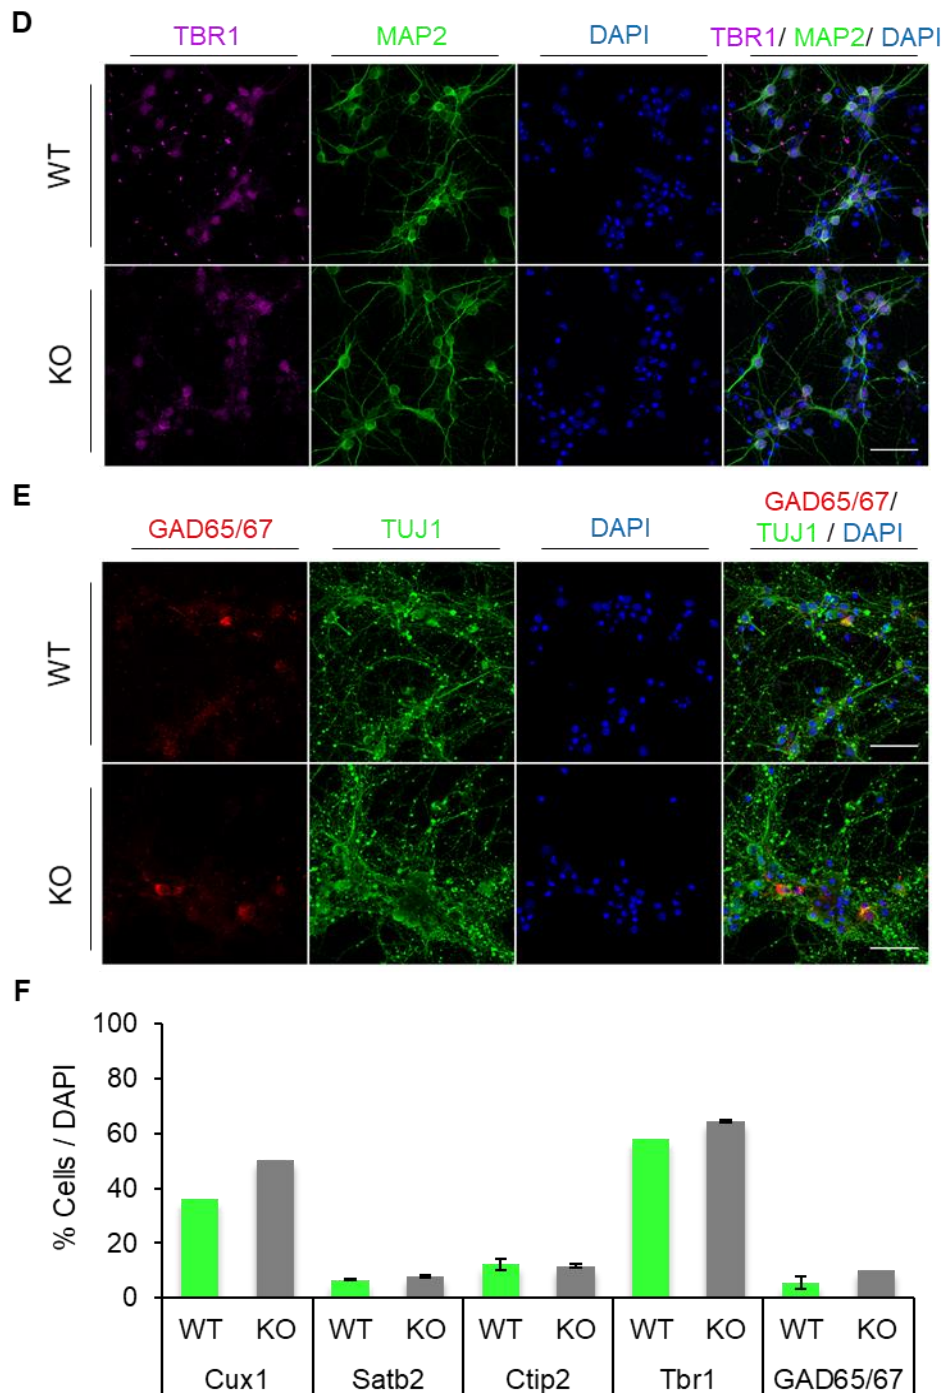 D
TBR1 MAP2 DAPI TBR1/ MAP2/ DAPI
WT
KO
E
GAD65/67 TUJ1 DAPI GAD65/67/
TUJ1 / DAPI
WT
KO
F
% Cells / DAPI
100
80
60
40
20
0
WT KO WT KO WT KO WT KO WT KO
Cux1 Satb2 Ctip2 Tbr1 GAD65/67